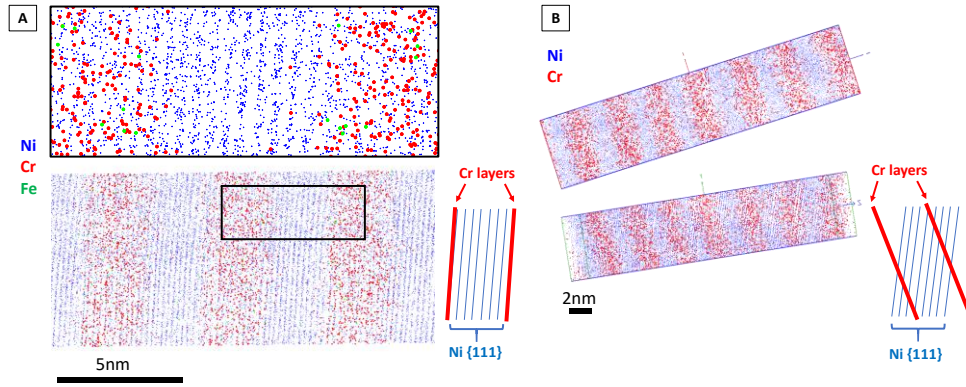 A
Ni
Cr
Fe
5nm
Cr layers
Ni {111}
B
Ni
Cr
2nm
Cr layers
Ni {111}